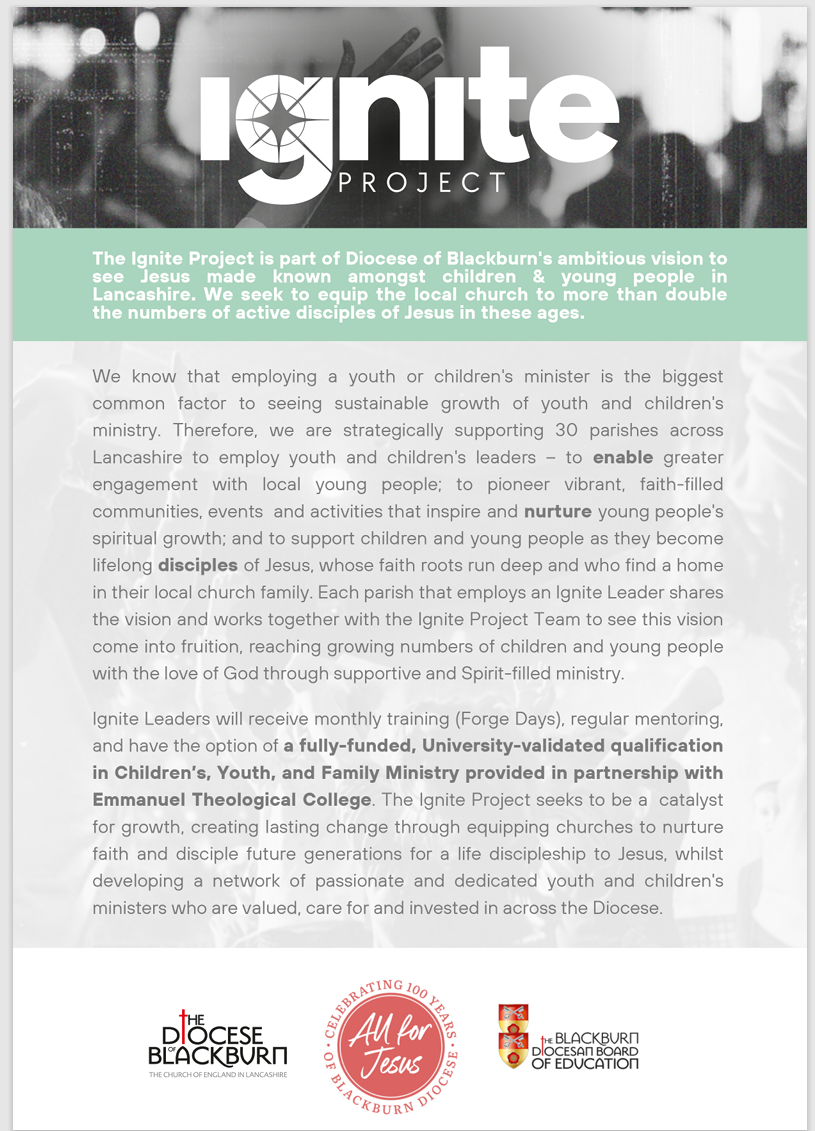 ignite
PROJECT
The Ignite Project is part of Diocese of Blackburn's ambitious vision to
see Jesus made known amongst children & young people in
Lancashire. We seek to equip the local church to more than double
the numbers of active disciples of Jesus in these ages.
We know that employing a youth or children's minister is the biggest
common factor to seeing sustainable growth of youth and children's
ministry. Therefore, we are strategically supporting 30 parishes across
Lancashire to employ youth and children's leaders – to enable greater
engagement with local young people; to pioneer vibrant, faith-filled
communities, events and activities that inspire and nurture young people's
spiritual growth; and to support children and young people as they become
lifelong disciples of Jesus, whose faith roots run deep and who find a home
in their local church family. Each parish that employs an Ignite Leader shares
the vision and works together with the Ignite Project Team to see this vision
come into fruition, reaching growing numbers of children and young people
with the love of God through supportive and Spirit-filled ministry.
Ignite Leaders will receive monthly training (Forge Days), regular mentoring,
and have the option of a fully-funded, University-validated qualification
in Children’s, Youth, and Family Ministry provided in partnership with
Emmanuel Theological College. The Ignite Project seeks to be a catalyst
for growth, creating lasting change through equipping churches to nurture
faith and disciple future generations for a life discipleship to Jesus, whilst
developing a network of passionate and dedicated youth and children's
ministers who are valued, care for and invested in across the Diocese.
THE
DIOCESE
OF
BLACKBURN
THE CHURCH OF ENGLAND IN LANCASHIRE
CELEBRATING 100 YEARS
All for
Jesus
OF BLACKBURN DIOCESE
THE BLACKBURN
DIOCESAN BOARD
OF EDUCATION